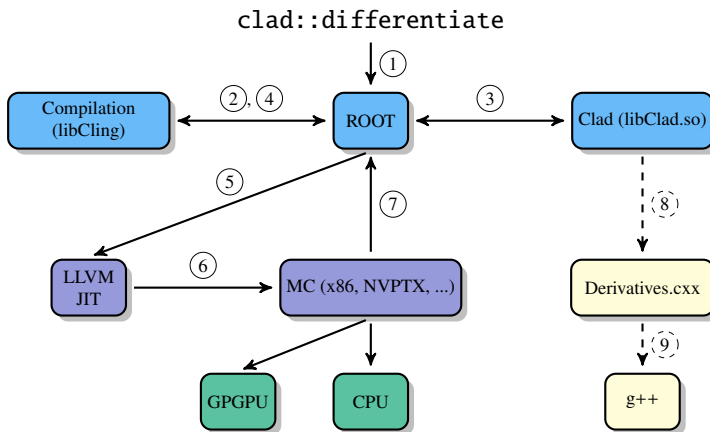 clad::differentiate
1
Compilation
(libCling)
2, 4
ROOT
3
Clad (libClad.so)
5
7
8
LLVM
JIT
6
MC (x86, NVPTX, ...)
Derivatives.cxx
9
GPGPU
CPU
g++